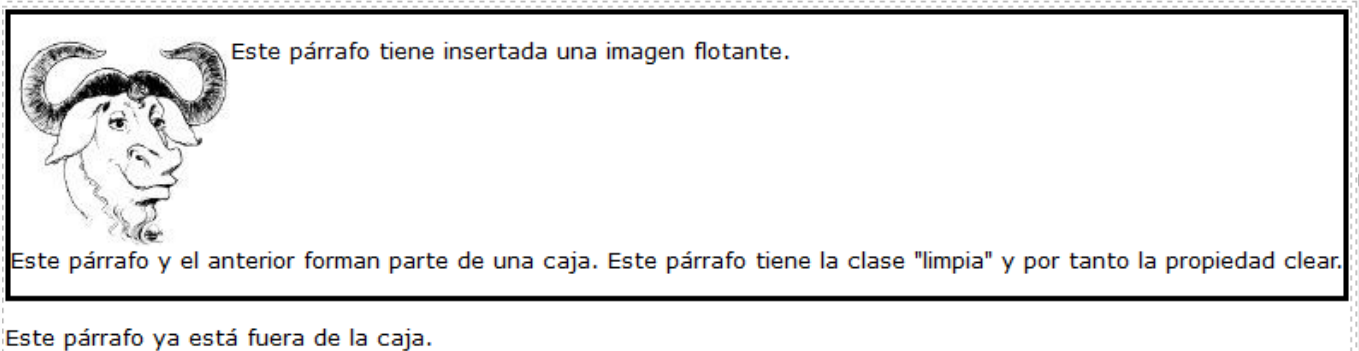 Este párrafo tiene insertada una imagen flotante.
Este párrafo y el anterior forman parte de una caja. Este párrafo tiene la clase "limpia" y por tanto la propiedad clear.
Este párrafo ya está fuera de la caja.